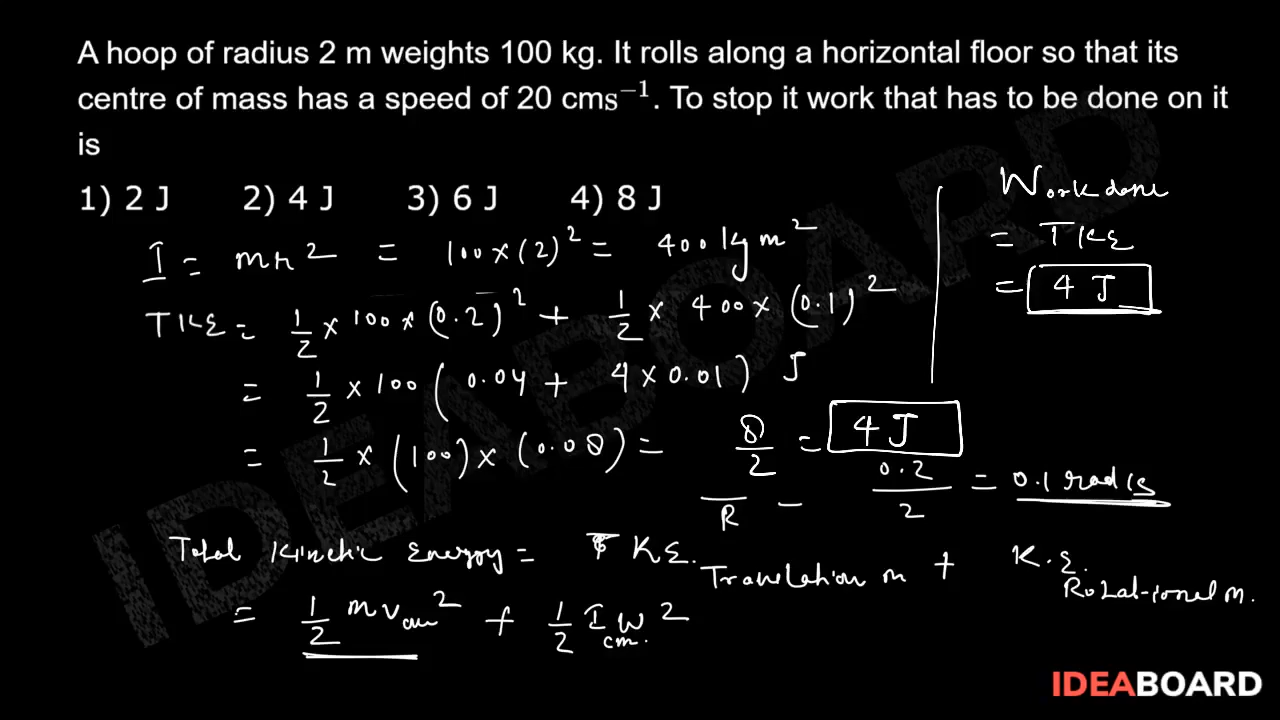 A hoop of radius 2 m weights 100 kg. It rolls along a horizontal floor so that its
centre of mass has a speed of 20 cms⁻¹. To stop it work that has to be done on it
is
1) 2 J 2) 4 J 3) 6 J 4) 8 J
I = mr² = 100 × (2)² = 400 kg m²
TKE = 1/2 × 100 × (0.2)² + 1/2 × 400 × (0.1)²
= 1/2 × 100 (0.04 + 4 × 0.01) J
= 1/2 × (100) × (0.08) = 8/2 = 4 J
Work done
= TKE
= 4 J
/R = 0.2/2 = 0.1 rad/s
Total Kinetic Energy = K.E. Translation m + K.E. Rotational m.
= 1/2 m v cm² + 1/2 I cm. ω²
IDEABOARD
IDEABOARD